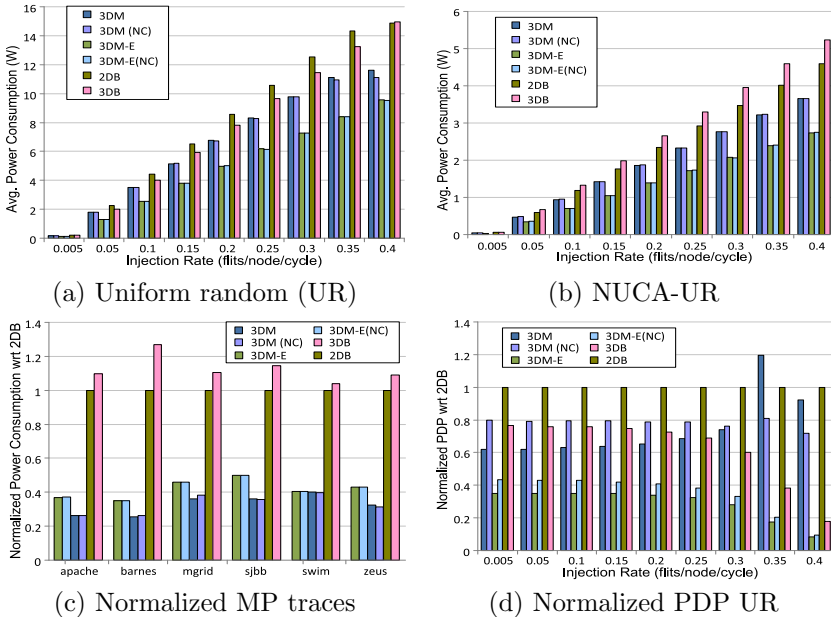 Avg. Power Consumption (W)
16
14
12
10
8
6
4
2
0
3DM
3DM (NC)
3DM-E
3DM-E(NC)
2DB
3DB
0.005 0.05 0.1 0.15 0.2 0.25 0.3 0.35 0.4
Injection Rate (flits/node/cycle)
(a) Uniform random (UR)
Avg. Power Consumption (W)
6
5
4
3
2
1
0
3DM
3DM (NC)
3DM-E
3DM-E(NC)
2DB
3DB
0.005 0.05 0.1 0.15 0.2 0.25 0.3 0.35 0.4
Injection Rate (flits/node/cycle)
(b) NUCA-UR
Normalized Power Consumption wrt 2DB
1.4
1.2
1
0.8
0.6
0.4
0.2
0
3DM 3DM-E(NC)
3DM (NC) 3DB
3DM-E 2DB
apache barnes mgrid sjbb swim zeus
(c) Normalized MP traces
Normalized PDP wrt 2DB
1.4
1.2
1
0.8
0.6
0.4
0.2
0
3DM 3DM-E(NC)
3DM (NC) 3DB
3DM-E 2DB
0.005 0.05 0.1 0.15 0.2 0.25 0.3 0.35 0.4
Injection Rate (flits/node/cycle)
(d) Normalized PDP UR